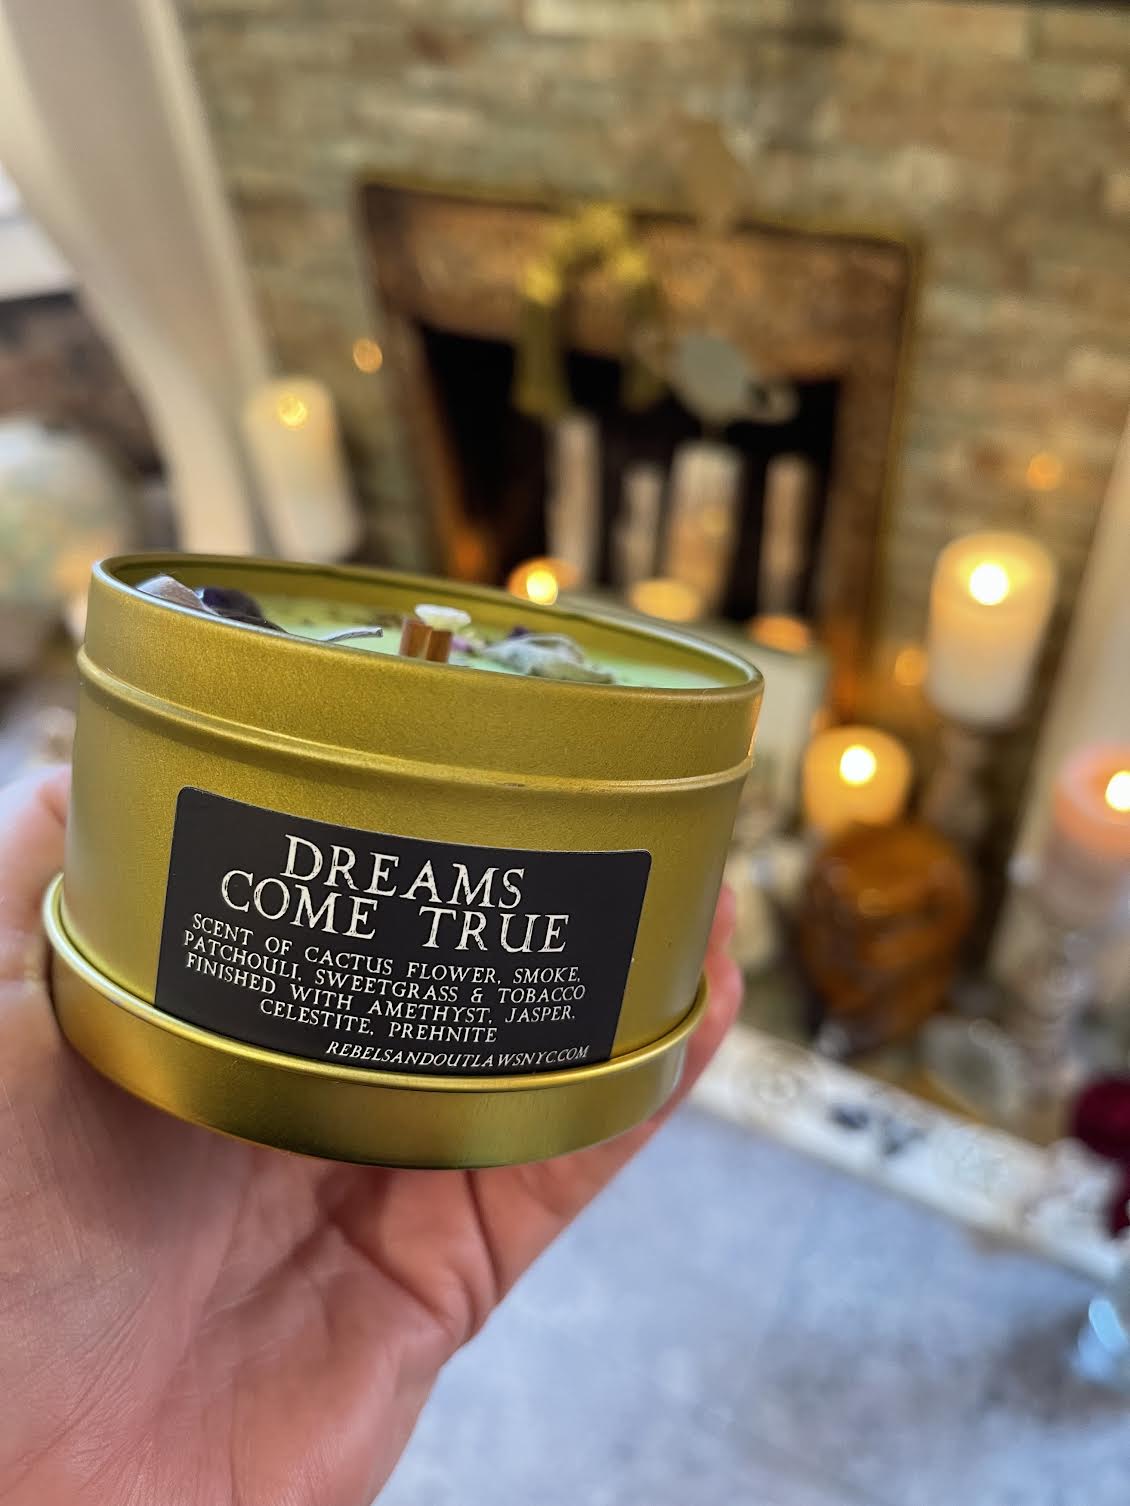 DREAMS
COME TRUE
SCENT OF CACTUS FLOWER, SMOKE,
PATCHOULI, SWEETGRASS & TOBACCO
FINISHED WITH AMETHYST, JASPER,
CELESTITE, PREHNITE
REBELSANDOUTLAWSNYC.COM